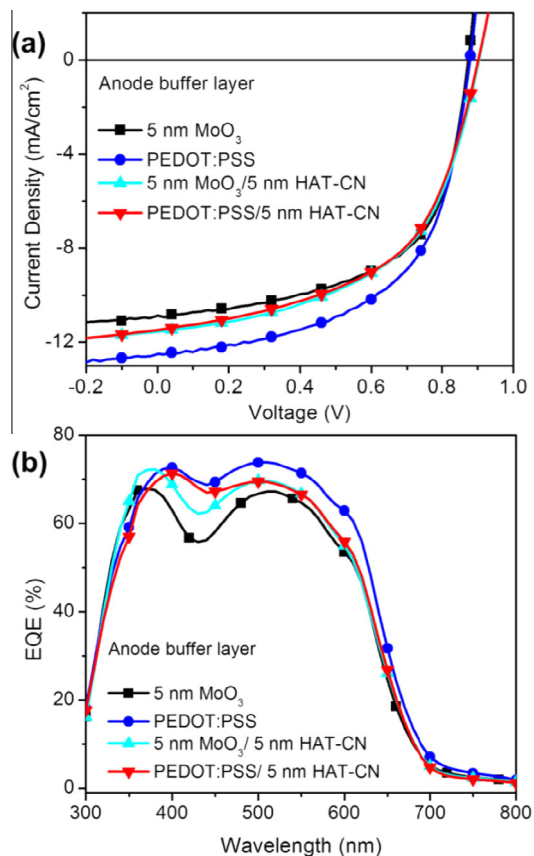 (a)
0
-4
-8
-12
Current Density (mA/cm²)
Anode buffer layer
5 nm MoO₃
PEDOT:PSS
5 nm MoO₃/5 nm HAT-CN
PEDOT:PSS/5 nm HAT-CN
-0.2 0.0 0.2 0.4 0.6 0.8 1.0
Voltage (V)
(b)
80
60
40
20
0
EQE (%)
Anode buffer layer
5 nm MoO₃
PEDOT:PSS
5 nm MoO₃/ 5 nm HAT-CN
PEDOT:PSS/ 5 nm HAT-CN
300 400 500 600 700 800
Wavelength (nm)